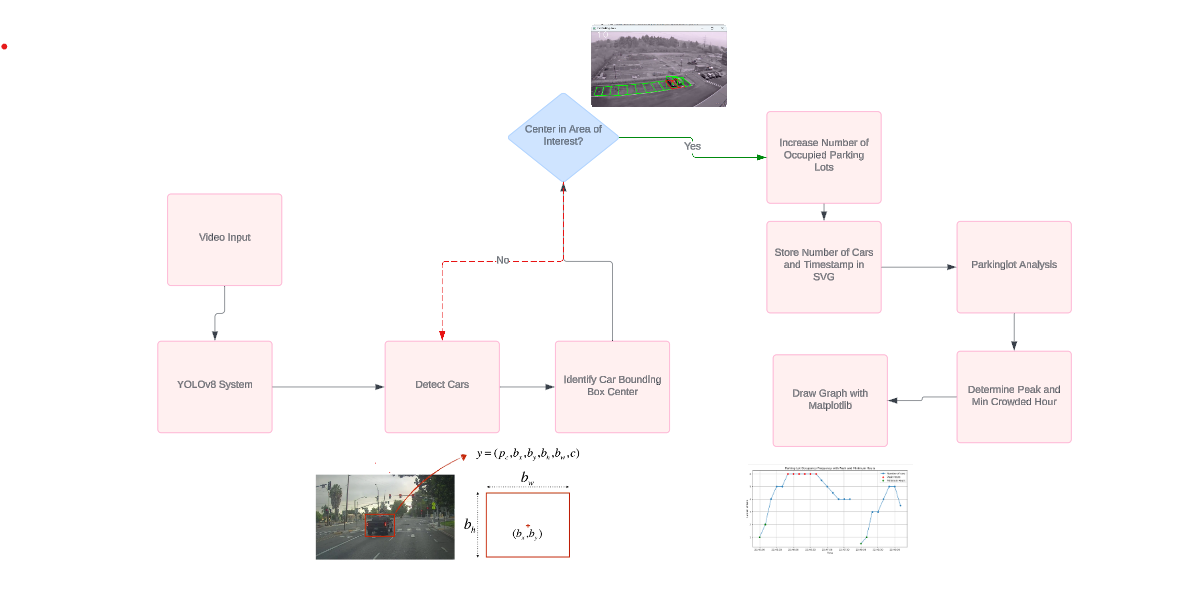 Center in Area of
Interest?
Yes
Increase Number of
Occupied Parking
Lots
Video Input
No
Store Number of Cars
and Timestamp in
SVG
Parkinglot Analysis
YOLOv8 System
Detect Cars
Identify Car Bounding
Box Center
Draw Graph with
Matplotlib
Determine Peak and
Min Crowded Hour
y = (p_c, b_x, b_y, b_h, b_w, c)
b_w
b_h
(b_x, b_y)